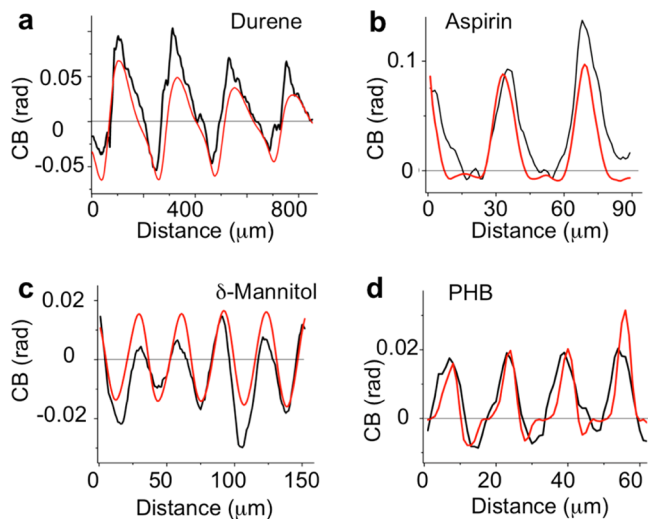 a Durene
CB (rad)
0.05
0
-0.05
0 400 800
Distance (μm)
b Aspirin
CB (rad)
0.1
0
0 30 60 90
Distance (μm)
c δ-Mannitol
CB (rad)
0.02
0
-0.02
0 50 100 150
Distance (μm)
d PHB
CB (rad)
0.02
0
0 20 40 60
Distance (μm)